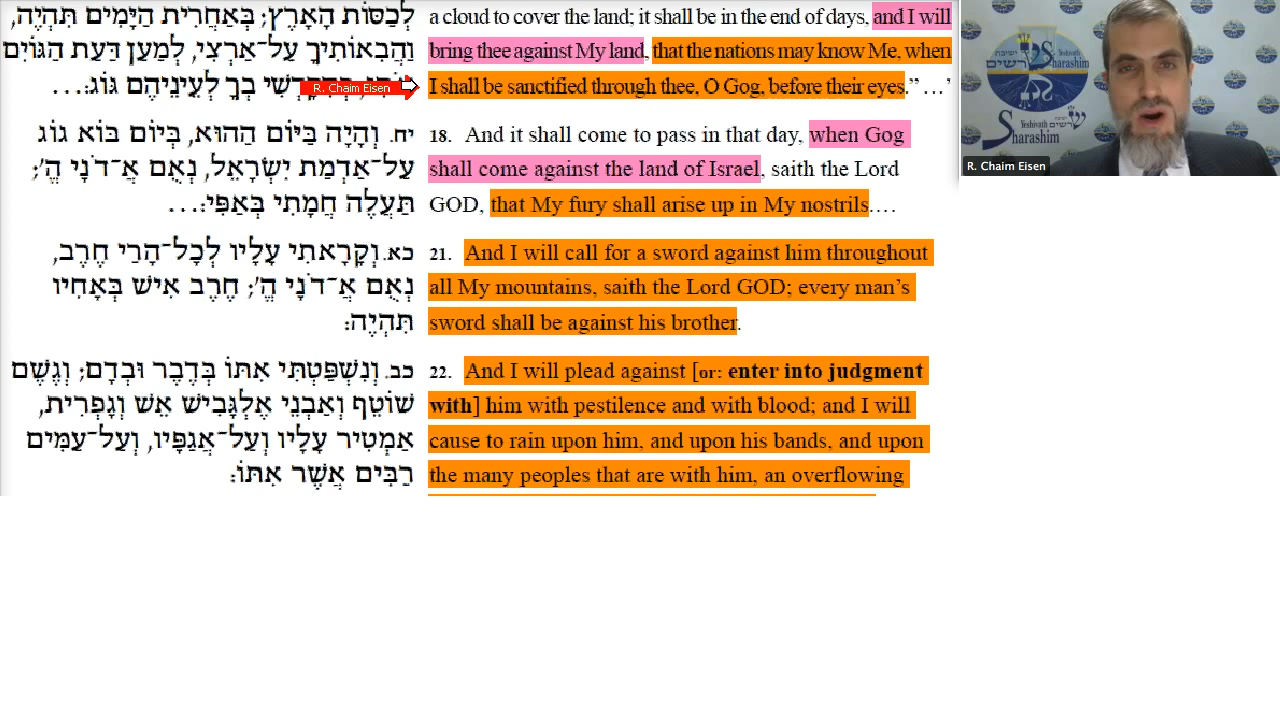 לְכַסּוֹת הָאָרֶץ; בְּאַחֲרִית הַיָּמִים תִּהְיֶה,
וַהֲבִאוֹתִיךָ עַל־אַרְצִי, לְמַעַן דַּעַת הַגּוֹיִם
בְּךָ לְעֵינֵיהֶם גּוֹג:...
יח. וְהָיָה בַּיּוֹם הַהוּא, בְּיוֹם בּוֹא גוֹג
עַל־אַדְמַת יִשְׂרָאֵל, נְאֻם אֲ־דֹנָי ה';
תַּעֲלֶה חֲמָתִי בְּאַפִּי:...
כא. וְקָרָאתִי עָלָיו לְכָל־הָרַי חֶרֶב,
נְאֻם אֲ־דֹנָי ה'; חֶרֶב אִישׁ בְּאָחִיו
תִּהְיֶה:
כב. וְנִשְׁפַּטְתִּי אִתּוֹ בְּדֶבֶר וּבְדָם; וְגֶשֶׁם
שׁוֹטֵף וְאַבְנֵי אֶלְגָּבִישׁ אֵשׁ וְגָפְרִית,
אַמְטִיר עָלָיו וְעַל־אֲגַפָּיו, וְעַל־עַמִּים
רַבִּים אֲשֶׁר אִתּוֹ:
R. Chaim Eisen
a cloud to cover the land; it shall be in the end of days, and I will
bring thee against My land, that the nations may know Me, when
I shall be sanctified through thee, O Gog, before their eyes.” …’
18. And it shall come to pass in that day, when Gog
shall come against the land of Israel, saith the Lord
GOD, that My fury shall arise up in My nostrils….
21. And I will call for a sword against him throughout
all My mountains, saith the Lord GOD; every man’s
sword shall be against his brother.
22. And I will plead against [or: enter into judgment
with] him with pestilence and with blood; and I will
cause to rain upon him, and upon his bands, and upon
the many peoples that are with him, an overflowing
ישיבת
שרשים
Yeshivath
Sharashim
Sharashim
R. Chaim Eisen